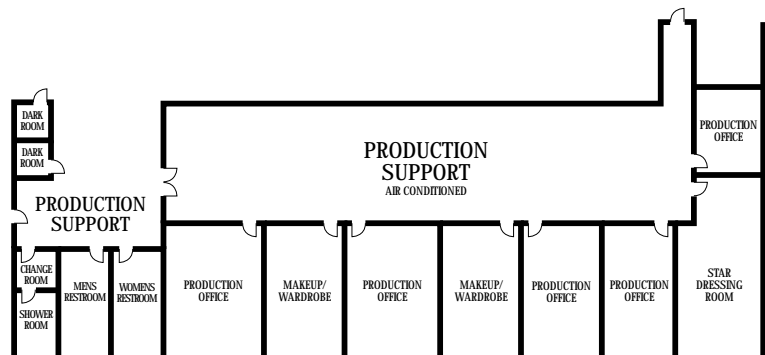 DARK
ROOM
DARK
ROOM
PRODUCTION
SUPPORT
PRODUCTION
SUPPORT
AIR CONDITIONED
PRODUCTION
OFFICE
CHANGE
ROOM
SHOWER
ROOM
MENS
RESTROOM
WOMENS
RESTROOM
PRODUCTION
OFFICE
MAKEUP/
WARDROBE
PRODUCTION
OFFICE
MAKEUP/
WARDROBE
PRODUCTION
OFFICE
PRODUCTION
OFFICE
STAR
DRESSING
ROOM